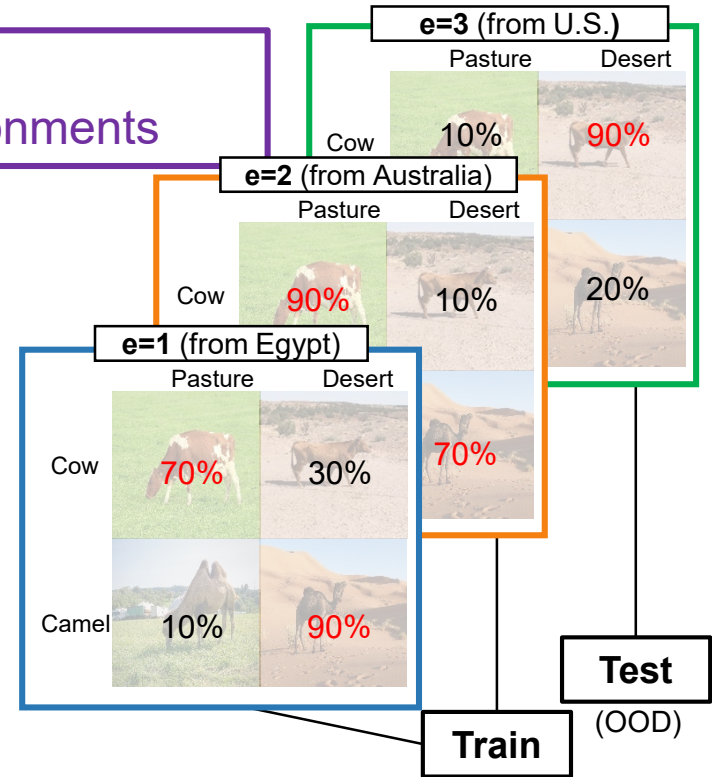 onments
e=3 (from U.S.)
Pasture Desert
Cow 10% 90%
20%
e=2 (from Australia)
Pasture Desert
Cow 90% 10%
70%
e=1 (from Egypt)
Pasture Desert
Cow 70% 30%
Camel 10% 90%
Test
(OOD)
Train